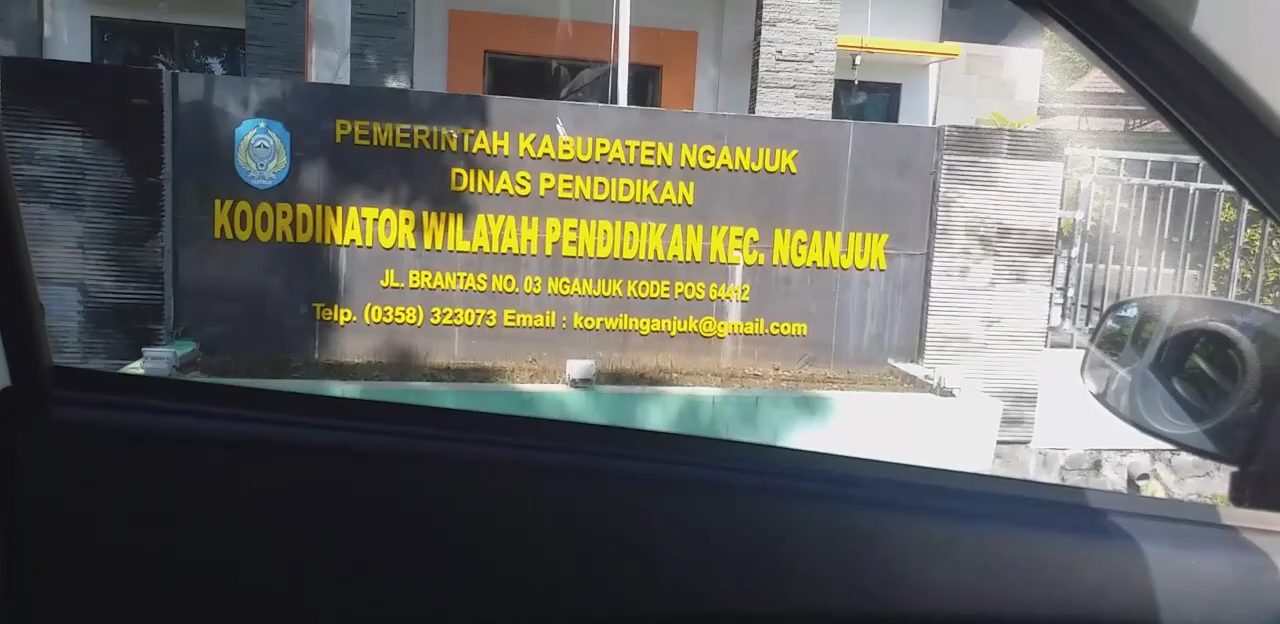 PEMERINTAH KABUPATEN NGANJUK
DINAS PENDIDIKAN
KOORDINATOR WILAYAH PENDIDIKAN KEC. NGANJUK
JL. BRANTAS NO. 03 NGANJUK KODE POS 64412
Telp. (0358) 323073 Email : korwilnganjuk@gmail.com